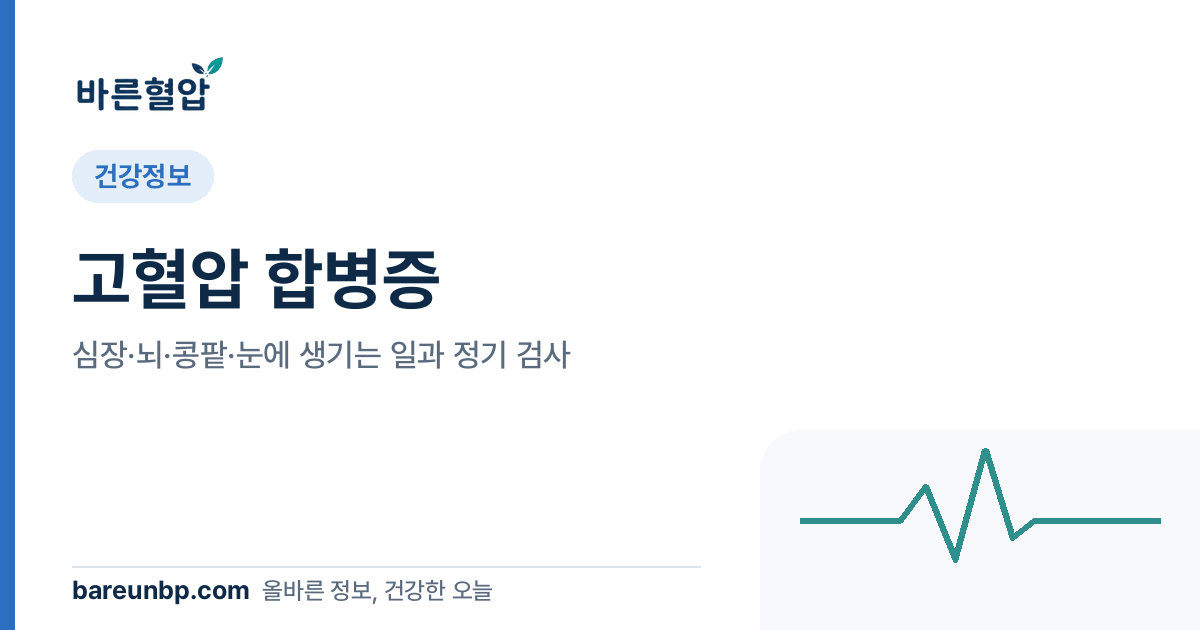 바른혈압
건강정보
고혈압 합병증
심장·뇌·콩팥·눈에 생기는 일과 정기 검사
bareunbp.com 올바른 정보, 건강한 오늘